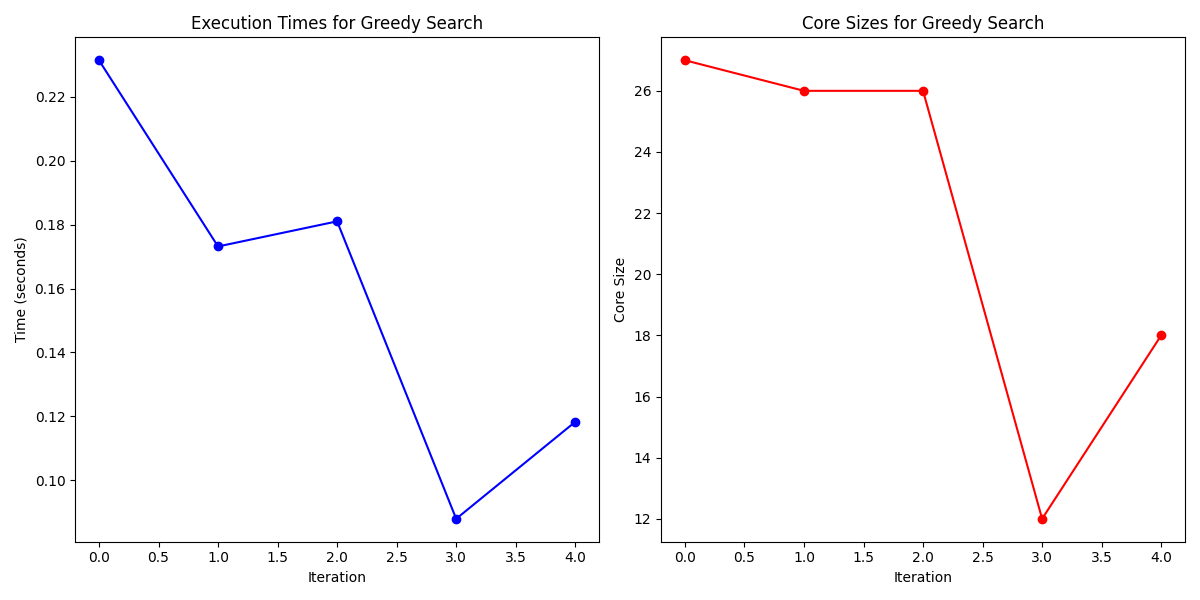 Execution Times for Greedy Search
Time (seconds)
0.22
0.20
0.18
0.16
0.14
0.12
0.10
0.0 0.5 1.0 1.5 2.0 2.5 3.0 3.5 4.0
Iteration
Core Sizes for Greedy Search
Core Size
26
24
22
20
18
16
14
12
0.0 0.5 1.0 1.5 2.0 2.5 3.0 3.5 4.0
Iteration